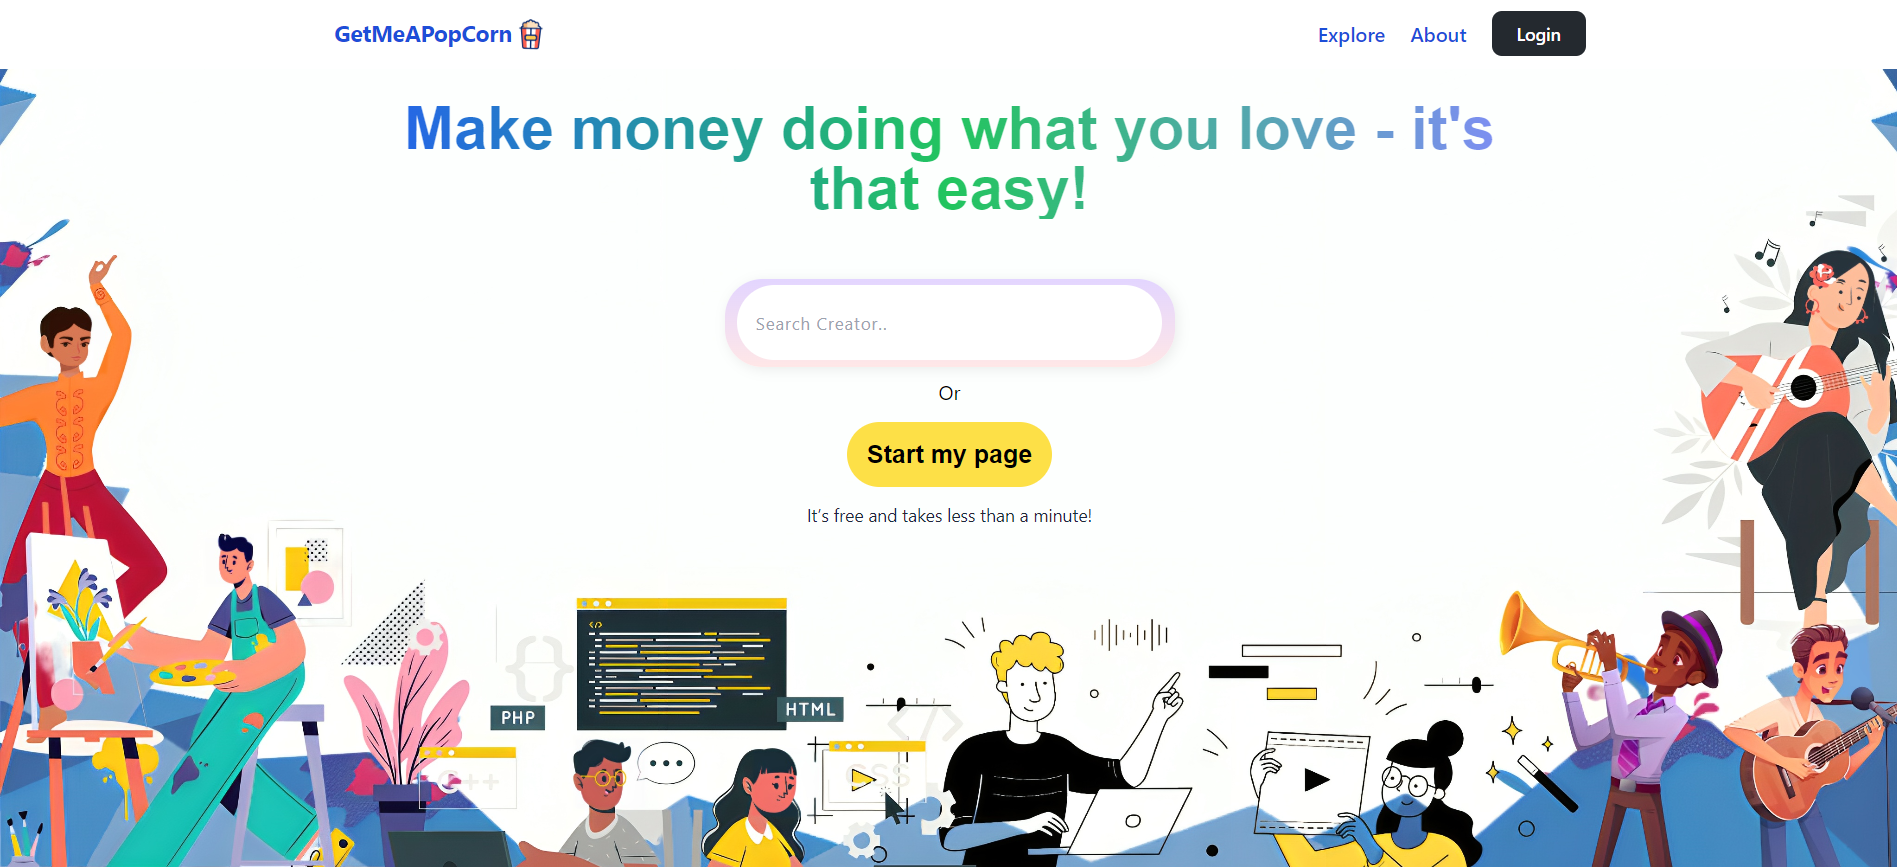 GetMeAPopCorn
Explore
About
Login
Make money doing what you love - it's
that easy!
Search Creator..
Or
Start my page
It's free and takes less than a minute!
PHP
HTML
C++
CSS